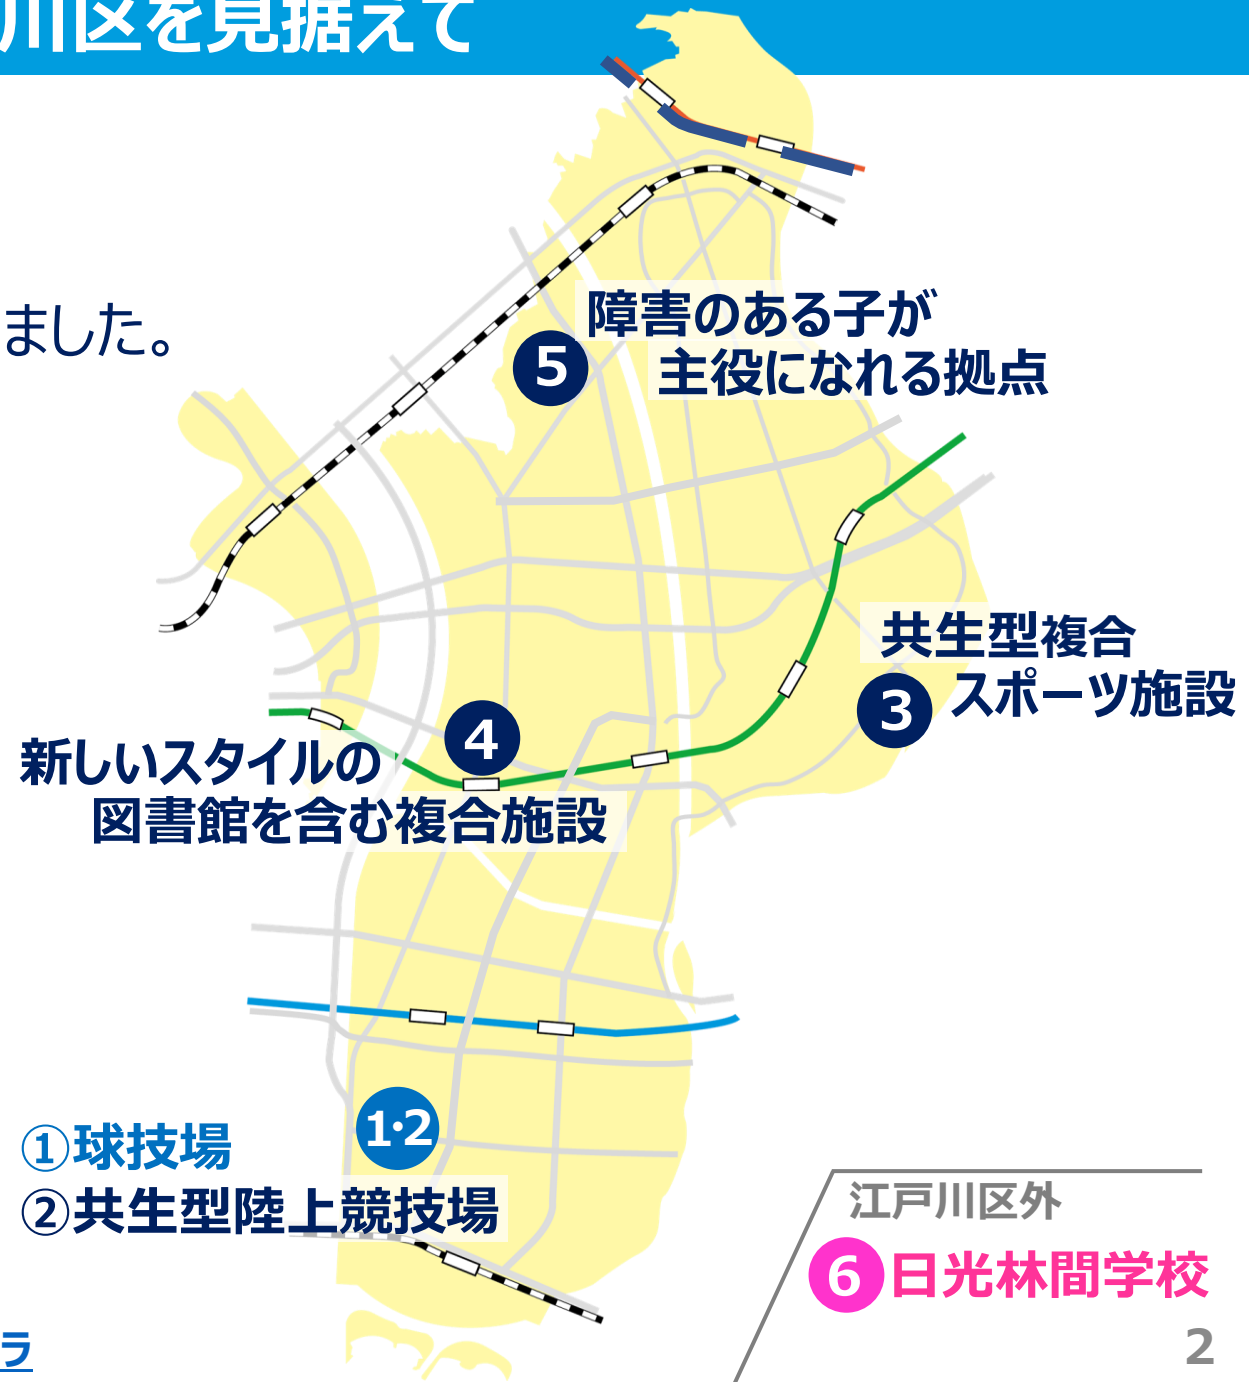 川区を見据えて
ました。
障害のある子が
5
主役になれる拠点
共生型複合
3
スポーツ施設
4
新しいスタイルの
図書館を含む複合施設
1・2
①球技場
②共生型陸上競技場
江戸川区外
6 日光林間学校
ラ
2